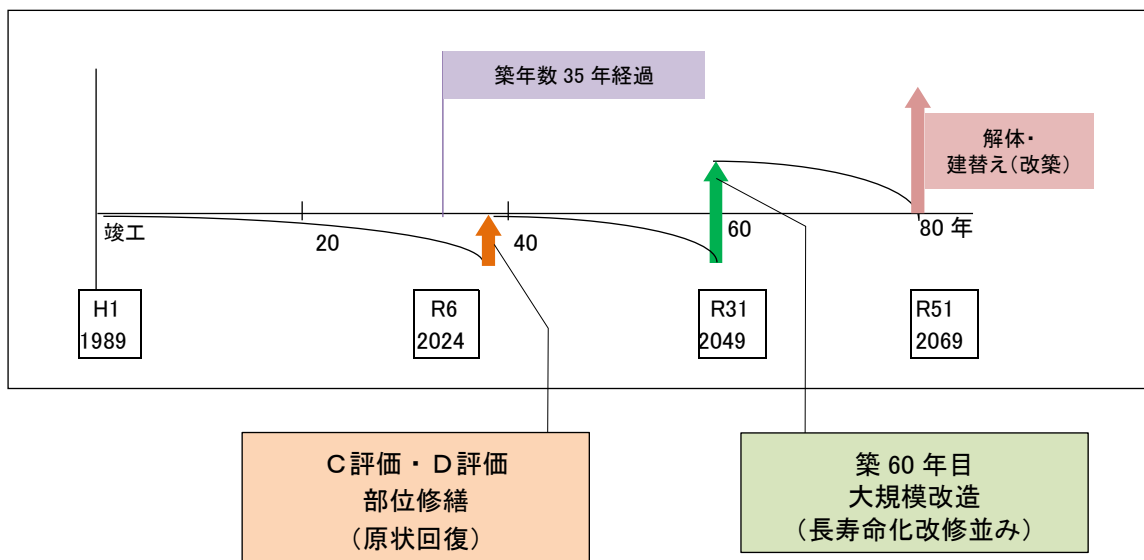 築年数 35 年経過
解体・
建替え（改築）
竣工
20
40
60
80 年
H1
1989
R6
2024
R31
2049
R51
2069
Ｃ評価・Ｄ評価
部位修繕
（原状回復）
築 60 年目
大規模改造
（長寿命化改修並み）